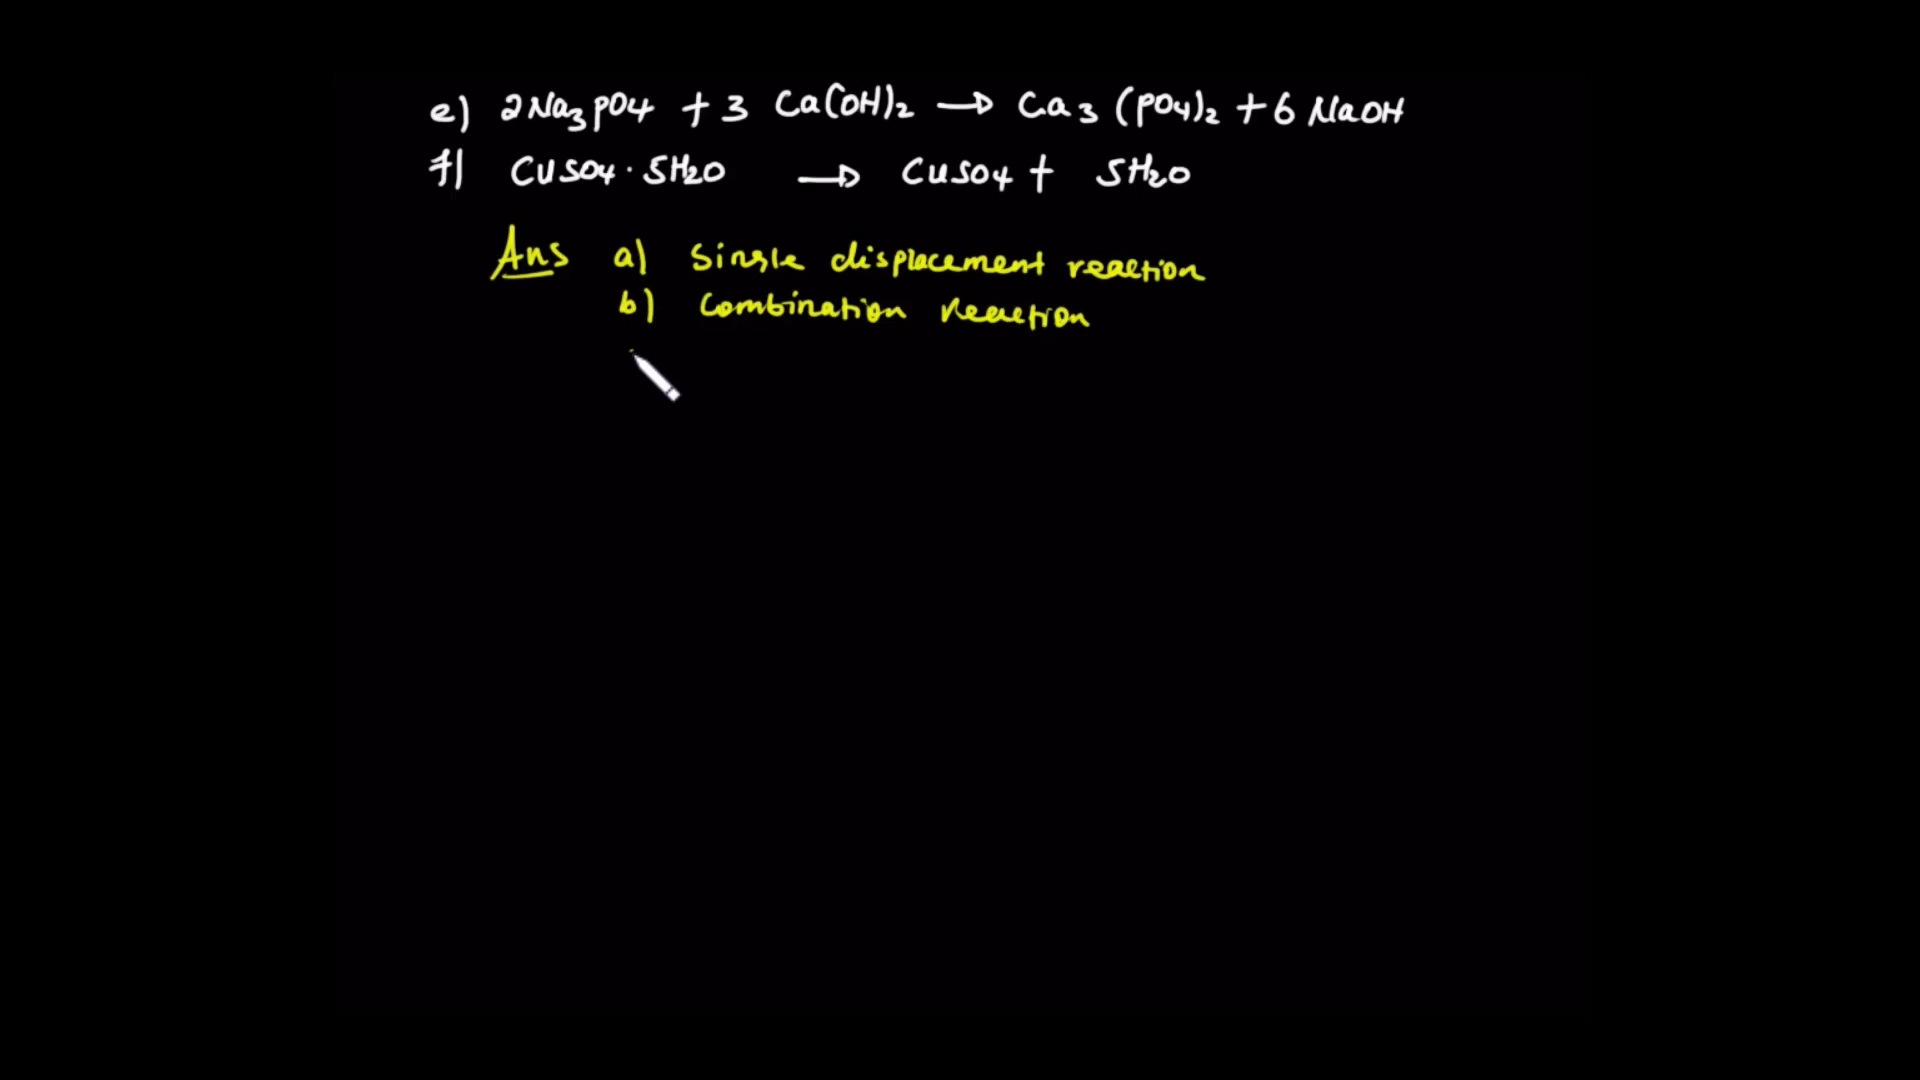 e) 2Na3PO4 + 3 Ca(OH)2 → Ca3 (PO4)2 + 6 NaOH
f) CuSO4·5H2O → CuSO4 + 5H2O
Ans a) Single displacement reaction
b) Combination Reaction